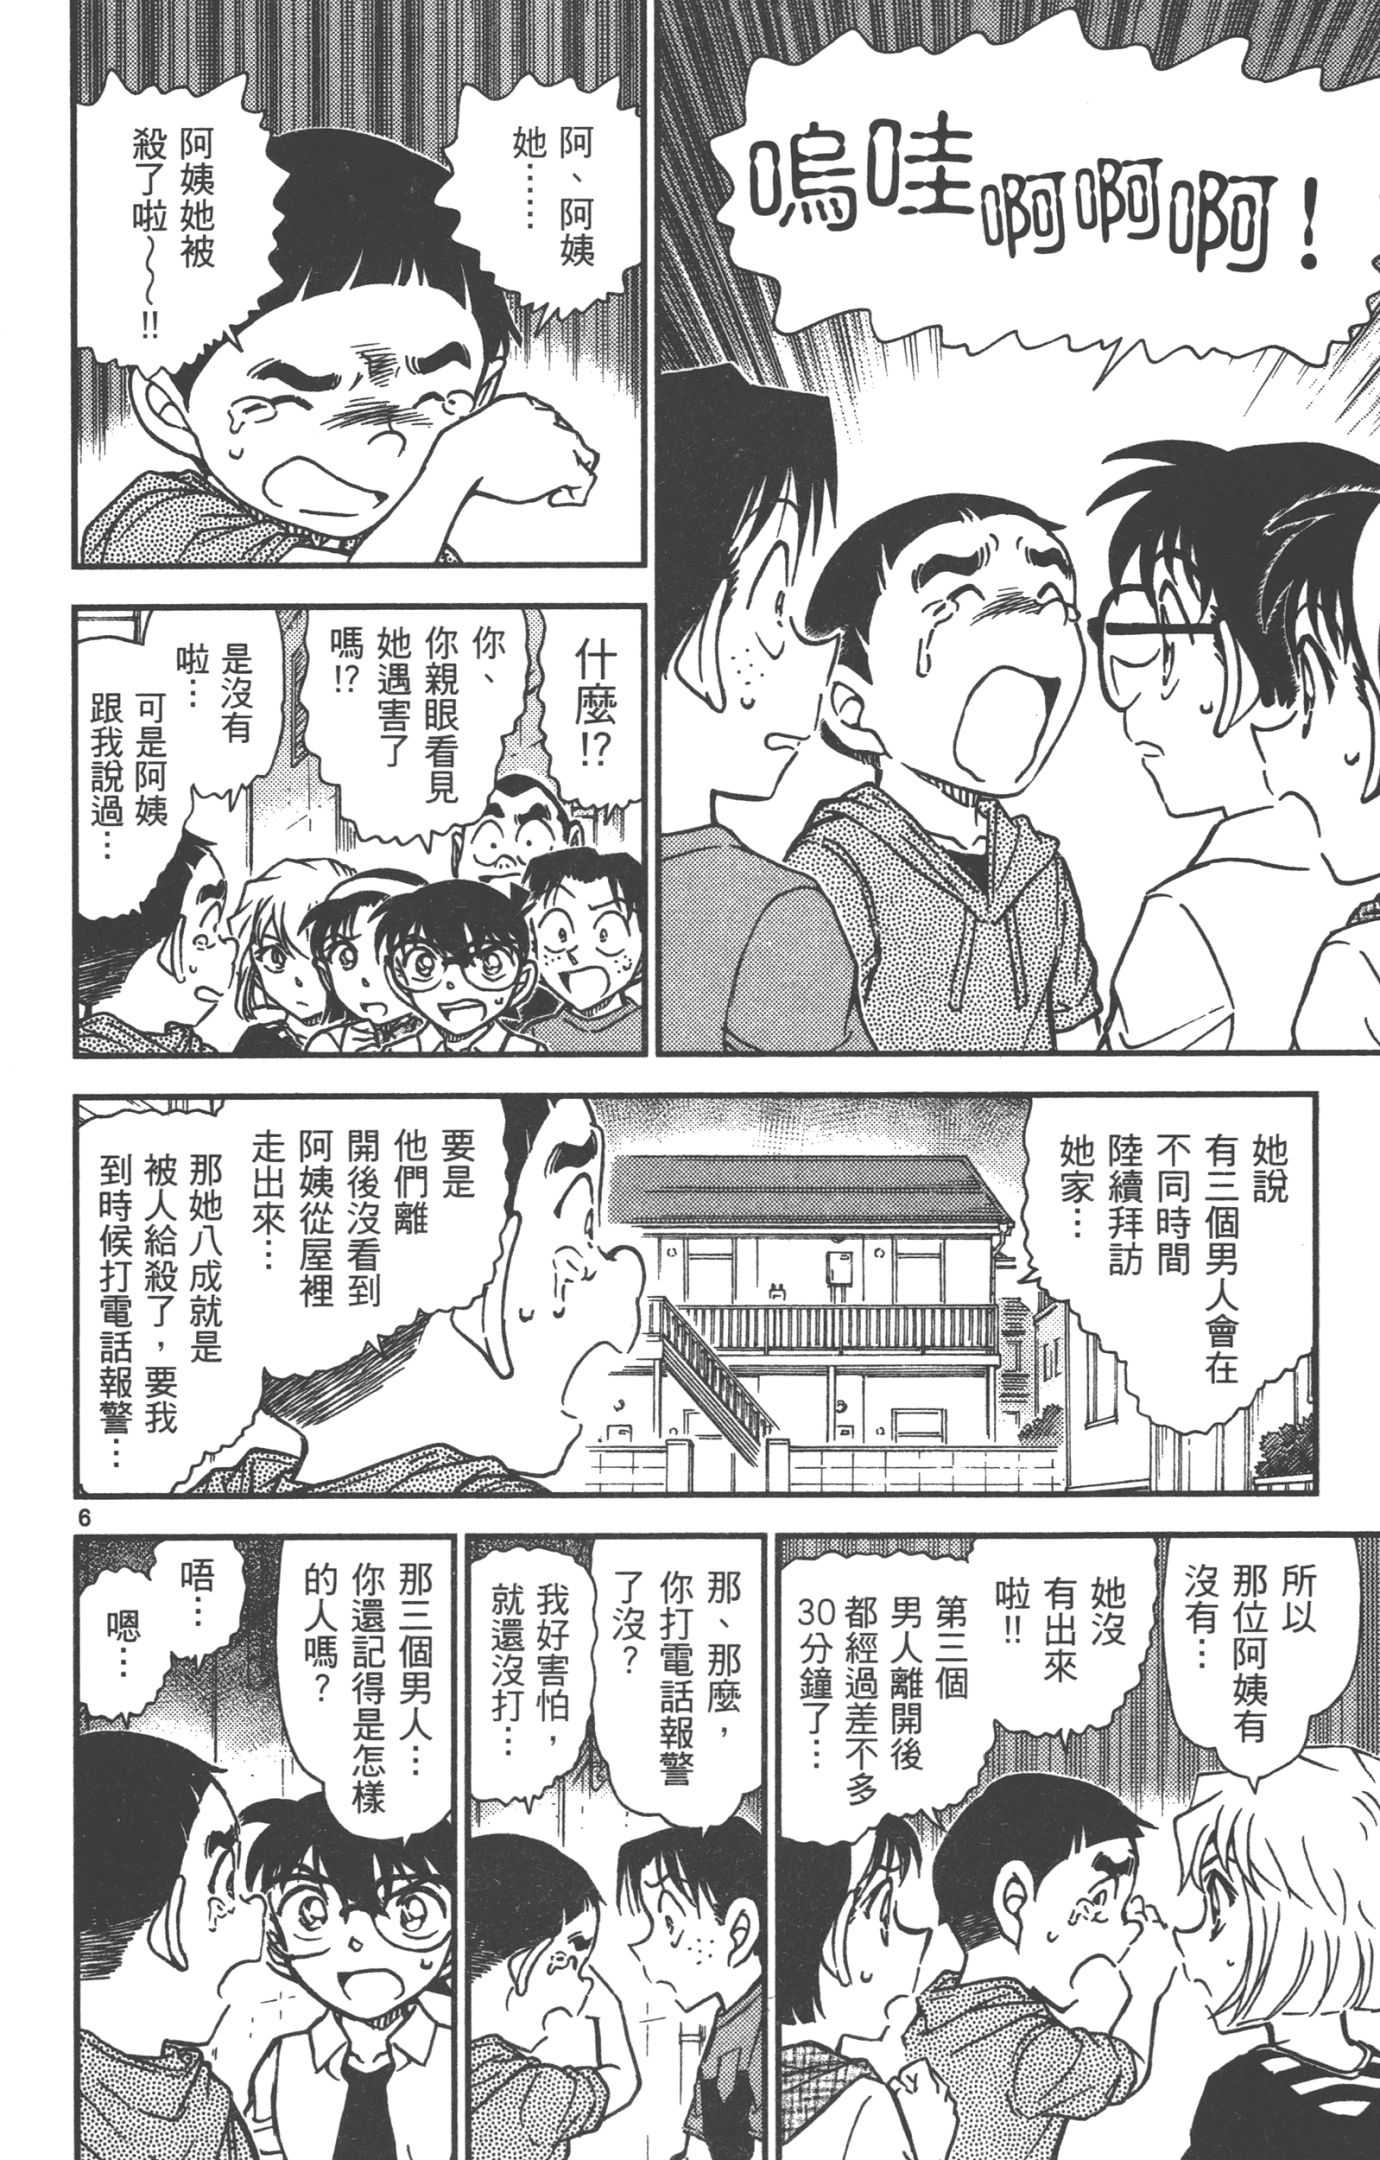 嗚哇啊啊啊！
阿、阿姨
她……
阿姨她被
殺了啦～～!!
什麼!?
你、
你親眼看見
她遇害了
嗎!?
是沒有
啦…
可是阿姨
跟我說過…
她說
有三個男人會在
不同時間
陸續拜訪
她家…
要是
他們離
開後沒看到
阿姨從屋裡
走出來…
那她八成就是
被人給殺了，要我
到時候打電話報警…
6
所以
那位阿姨有
沒有…
她沒
有出來
啦!!
第三個
男人離開後
都經過差不多
30分鐘了…
那、那麼，
你打電話報警
了沒？
我好害怕，
就還沒打…
那三個男人…
你還記得是怎樣
的人嗎？
唔…
嗯…